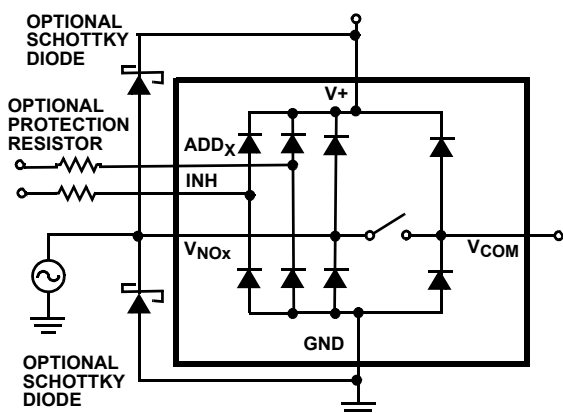 OPTIONAL
SCHOTTKY
DIODE
OPTIONAL
PROTECTION
RESISTOR
V+
ADDX
INH
VNOx
VCOM
GND
OPTIONAL
SCHOTTKY
DIODE